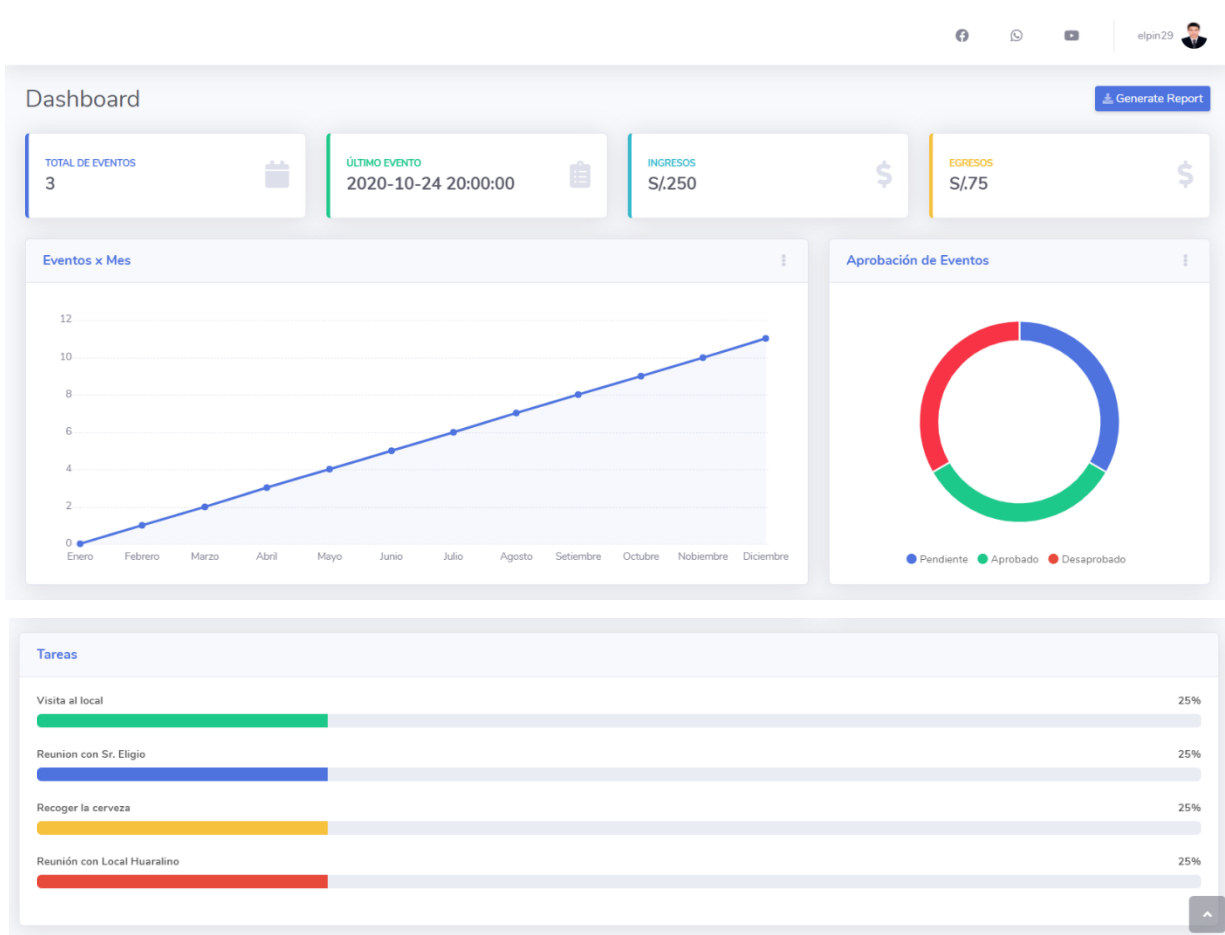 elpin29
Dashboard
Generate Report
TOTAL DE EVENTOS
3
ÚLTIMO EVENTO
2020-10-24 20:00:00
INGRESOS
S/.250
EGRESOS
S/.75
Eventos x Mes
12
10
8
6
4
2
0
Enero Febrero Marzo Abril Mayo Junio Julio Agosto Setiembre Octubre Nobiembre Diciembre
Aprobación de Eventos
Pendiente Aprobado Desaprobado
Tareas
Visita al local 25%
Reunion con Sr. Eligio 25%
Recoger la cerveza 25%
Reunión con Local Huaralino 25%